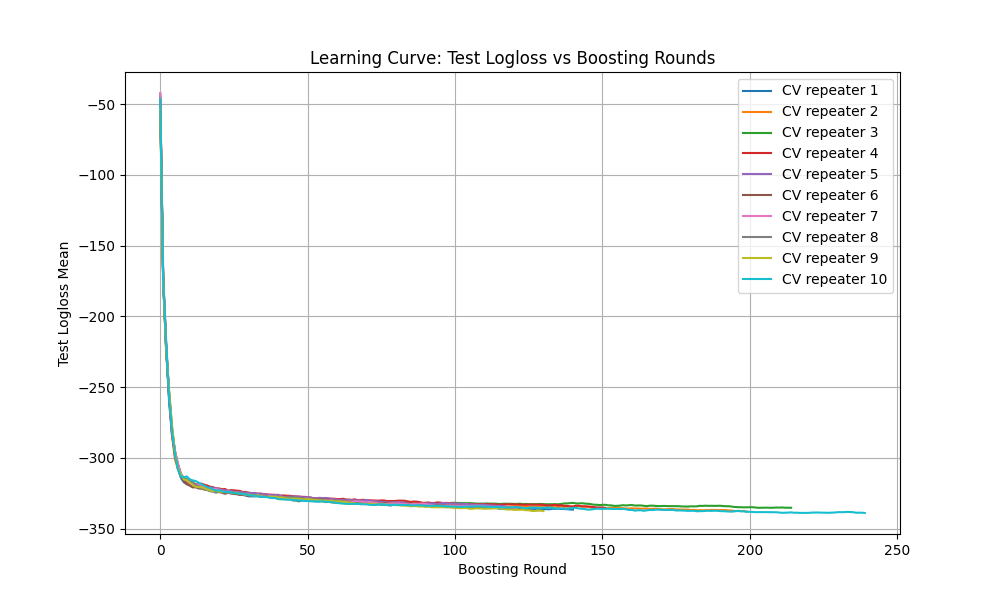 Learning Curve: Test Logloss vs Boosting Rounds
CV repeater 1
CV repeater 2
CV repeater 3
CV repeater 4
CV repeater 5
CV repeater 6
CV repeater 7
CV repeater 8
CV repeater 9
CV repeater 10
Test Logloss Mean
−50
−100
−150
−200
−250
−300
−350
0
50
100
150
200
250
Boosting Round